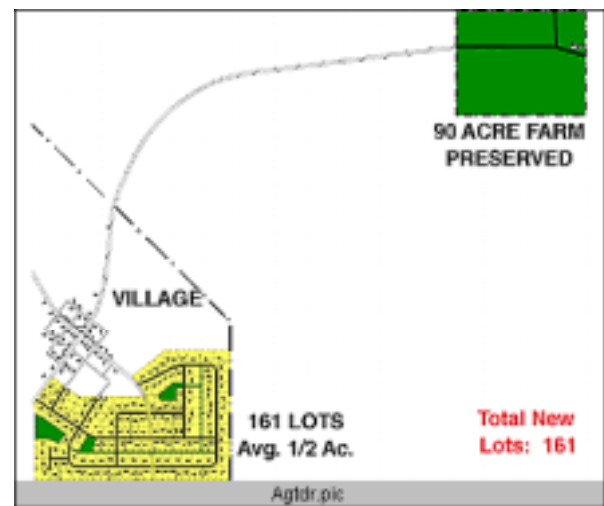 90 ACRE FARM
PRESERVED
VILLAGE
161 LOTS
Avg. 1/2 Ac.
Total New
Lots: 161
Agtdr.pic